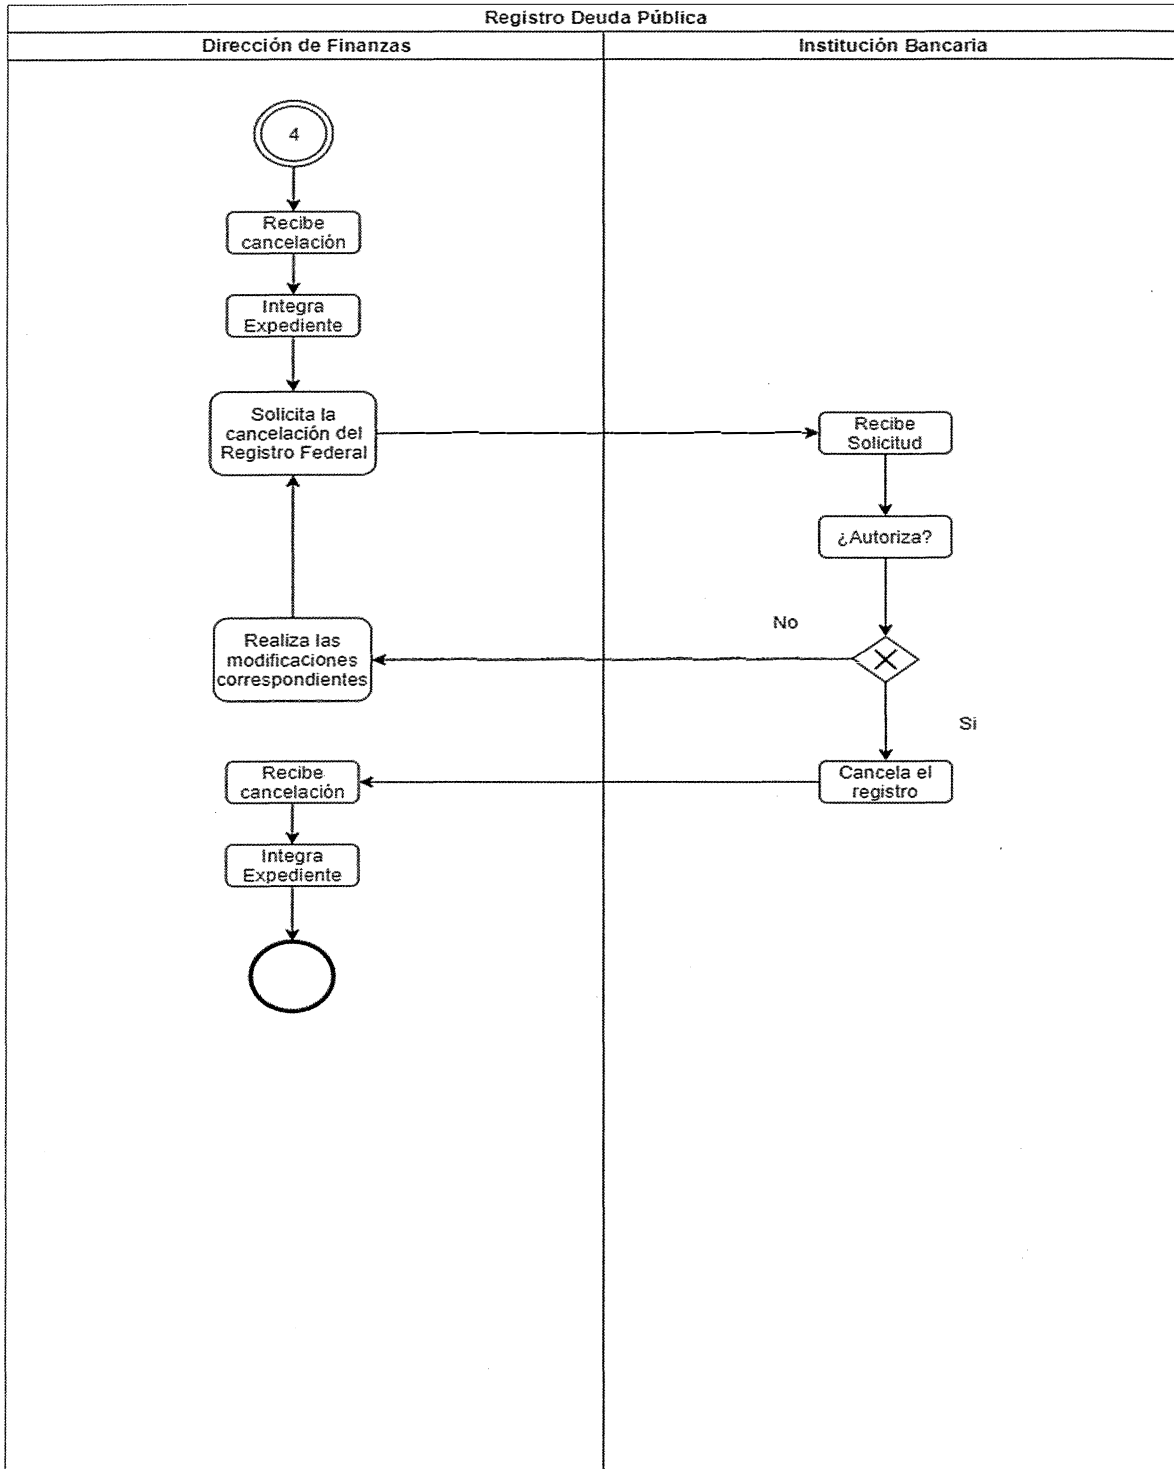 Registro Deuda Pública
Dirección de Finanzas
Institución Bancaria
4
Recibe
cancelación
Integra
Expediente
Solicita la
cancelación del
Registro Federal
Recibe
Solicitud
¿Autoriza?
No
Realiza las
modificaciones
correspondientes
Si
Recibe
cancelación
Cancela el
registro
Integra
Expediente